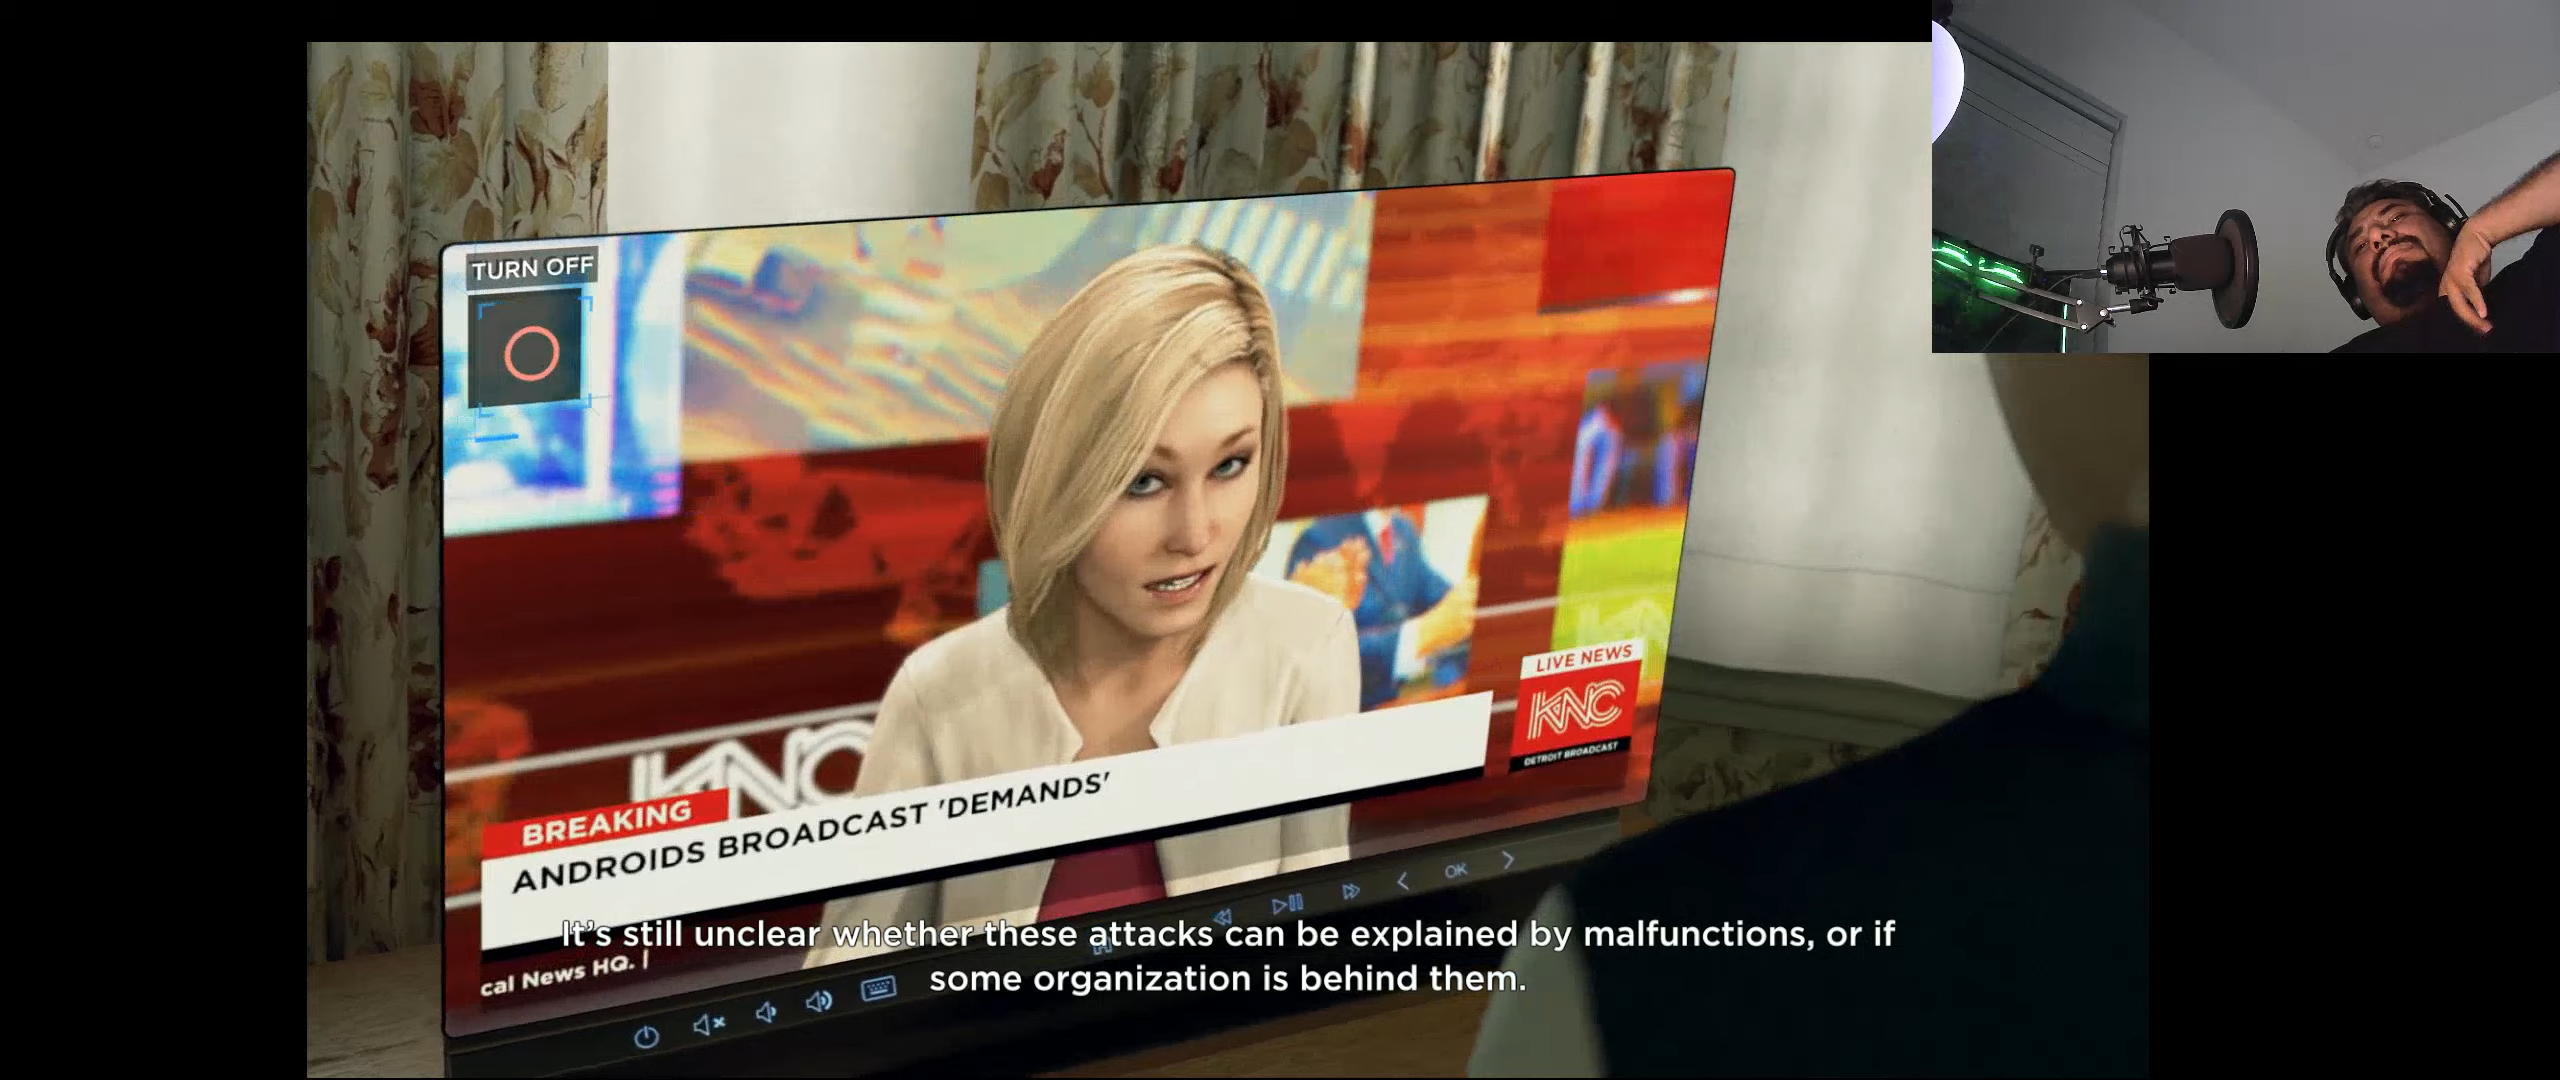 TURN OFF
LIVE NEWS
KNC
DETROIT BROADCAST
KNC
BREAKING
ANDROIDS BROADCAST 'DEMANDS'
OK
cal News HQ. |
It's still unclear whether these attacks can be explained by malfunctions, or if
some organization is behind them.